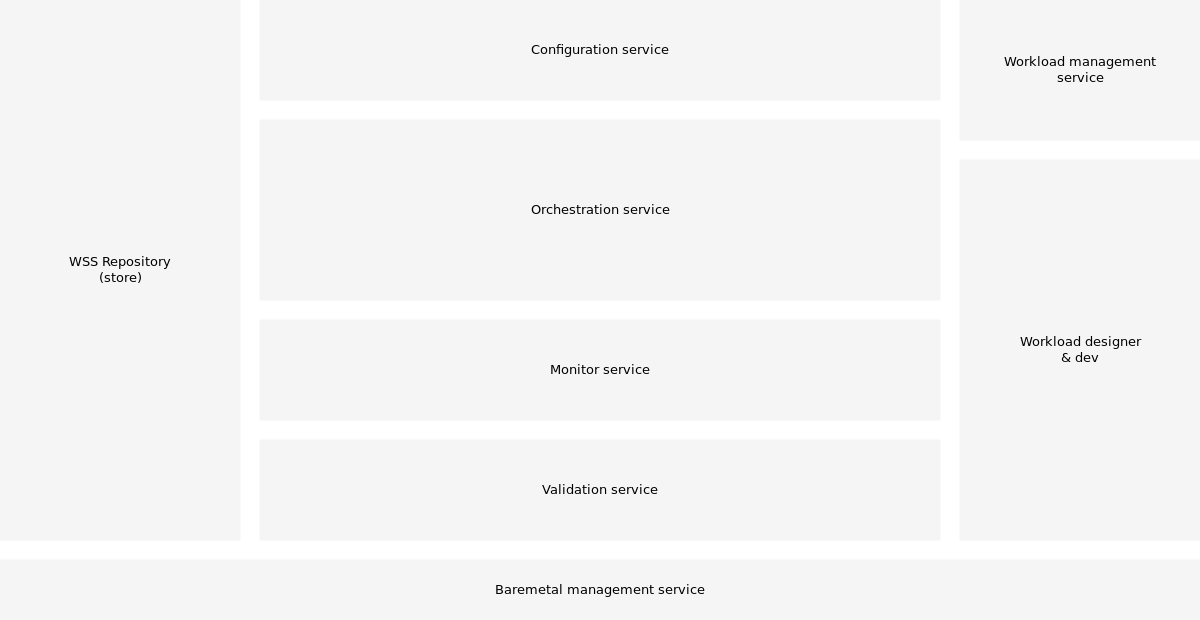 Configuration service
Workload management
service
Orchestration service
WSS Repository
(store)
Workload designer
& dev
Monitor service
Validation service
Baremetal management service